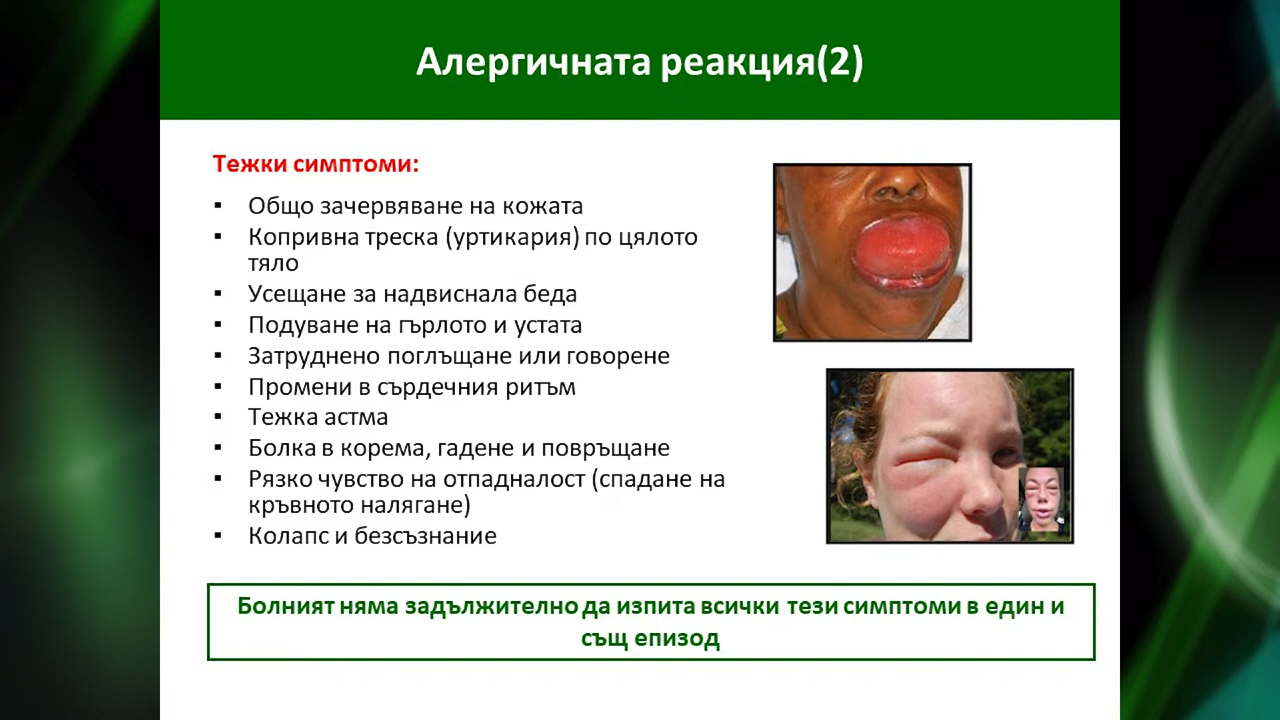 Алергичната реакция(2)
Тежки симптоми:
▪ Общо зачервяване на кожата
▪ Копривна треска (уртикария) по цялото
тяло
▪ Усещане за надвиснала беда
▪ Подуване на гърлото и устата
▪ Затруднено поглъщане или говорене
▪ Промени в сърдечния ритъм
▪ Тежка астма
▪ Болка в корема, гадене и повръщане
▪ Рязко чувство на отпадналост (спадане на
кръвното налягане)
▪ Колапс и безсъзнание
Болният няма задължително да изпита всички тези симптоми в един и
същ епизод